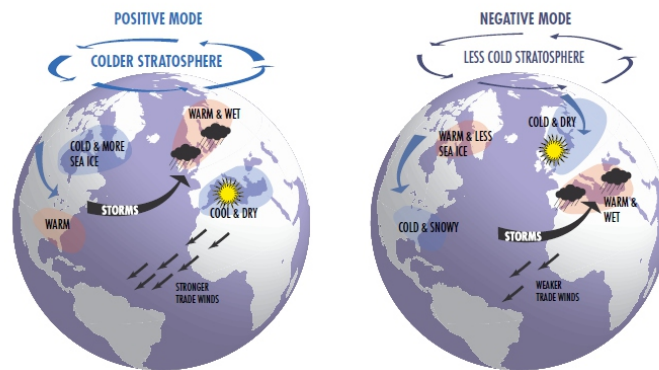 POSITIVE MODE
COLDER STRATOSPHERE
WARM & WET
COLD & MORE
SEA ICE
STORMS
COOL & DRY
WARM
STRONGER
TRADE WINDS
NEGATIVE MODE
LESS COLD STRATOSPHERE
COLD & DRY
WARM & LESS
SEA ICE
WARM &
WET
COLD & SNOWY
STORMS
WEAKER
TRADE WINDS